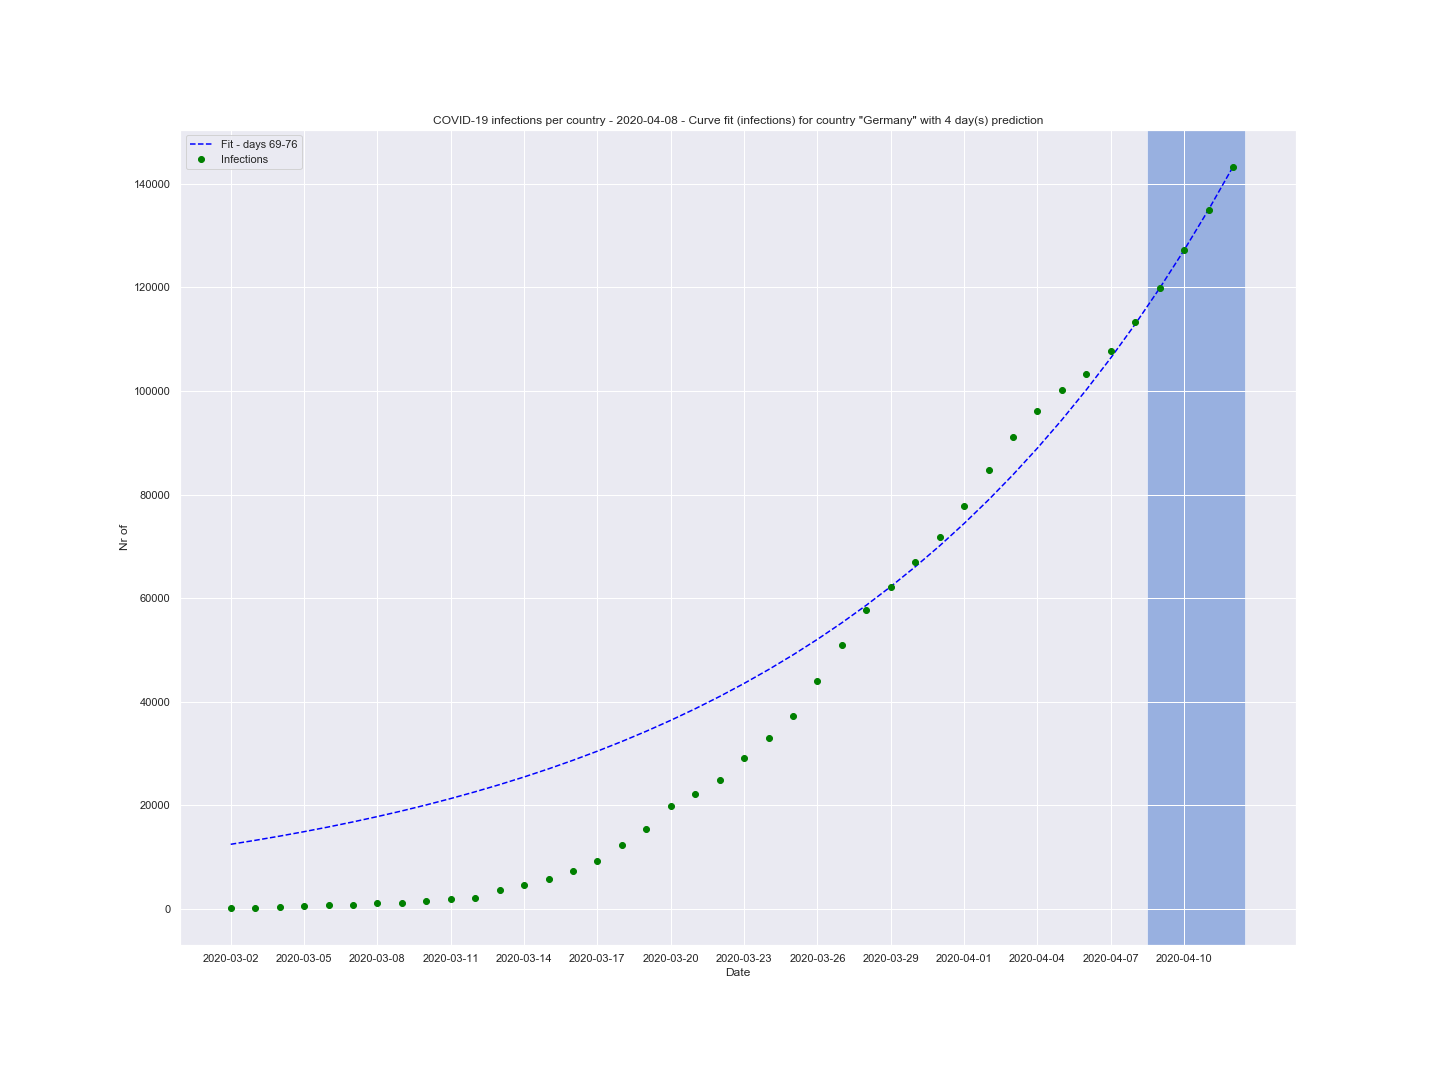 COVID-19 infections per country - 2020-04-08 - Curve fit (infections) for country "Germany" with 4 day(s) prediction
Fit - days 69-76
Infections
140000
120000
100000
80000
60000
40000
20000
0
Nr of
2020-03-02 2020-03-05 2020-03-08 2020-03-11 2020-03-14 2020-03-17 2020-03-20 2020-03-23 2020-03-26 2020-03-29 2020-04-01 2020-04-04 2020-04-07 2020-04-10
Date